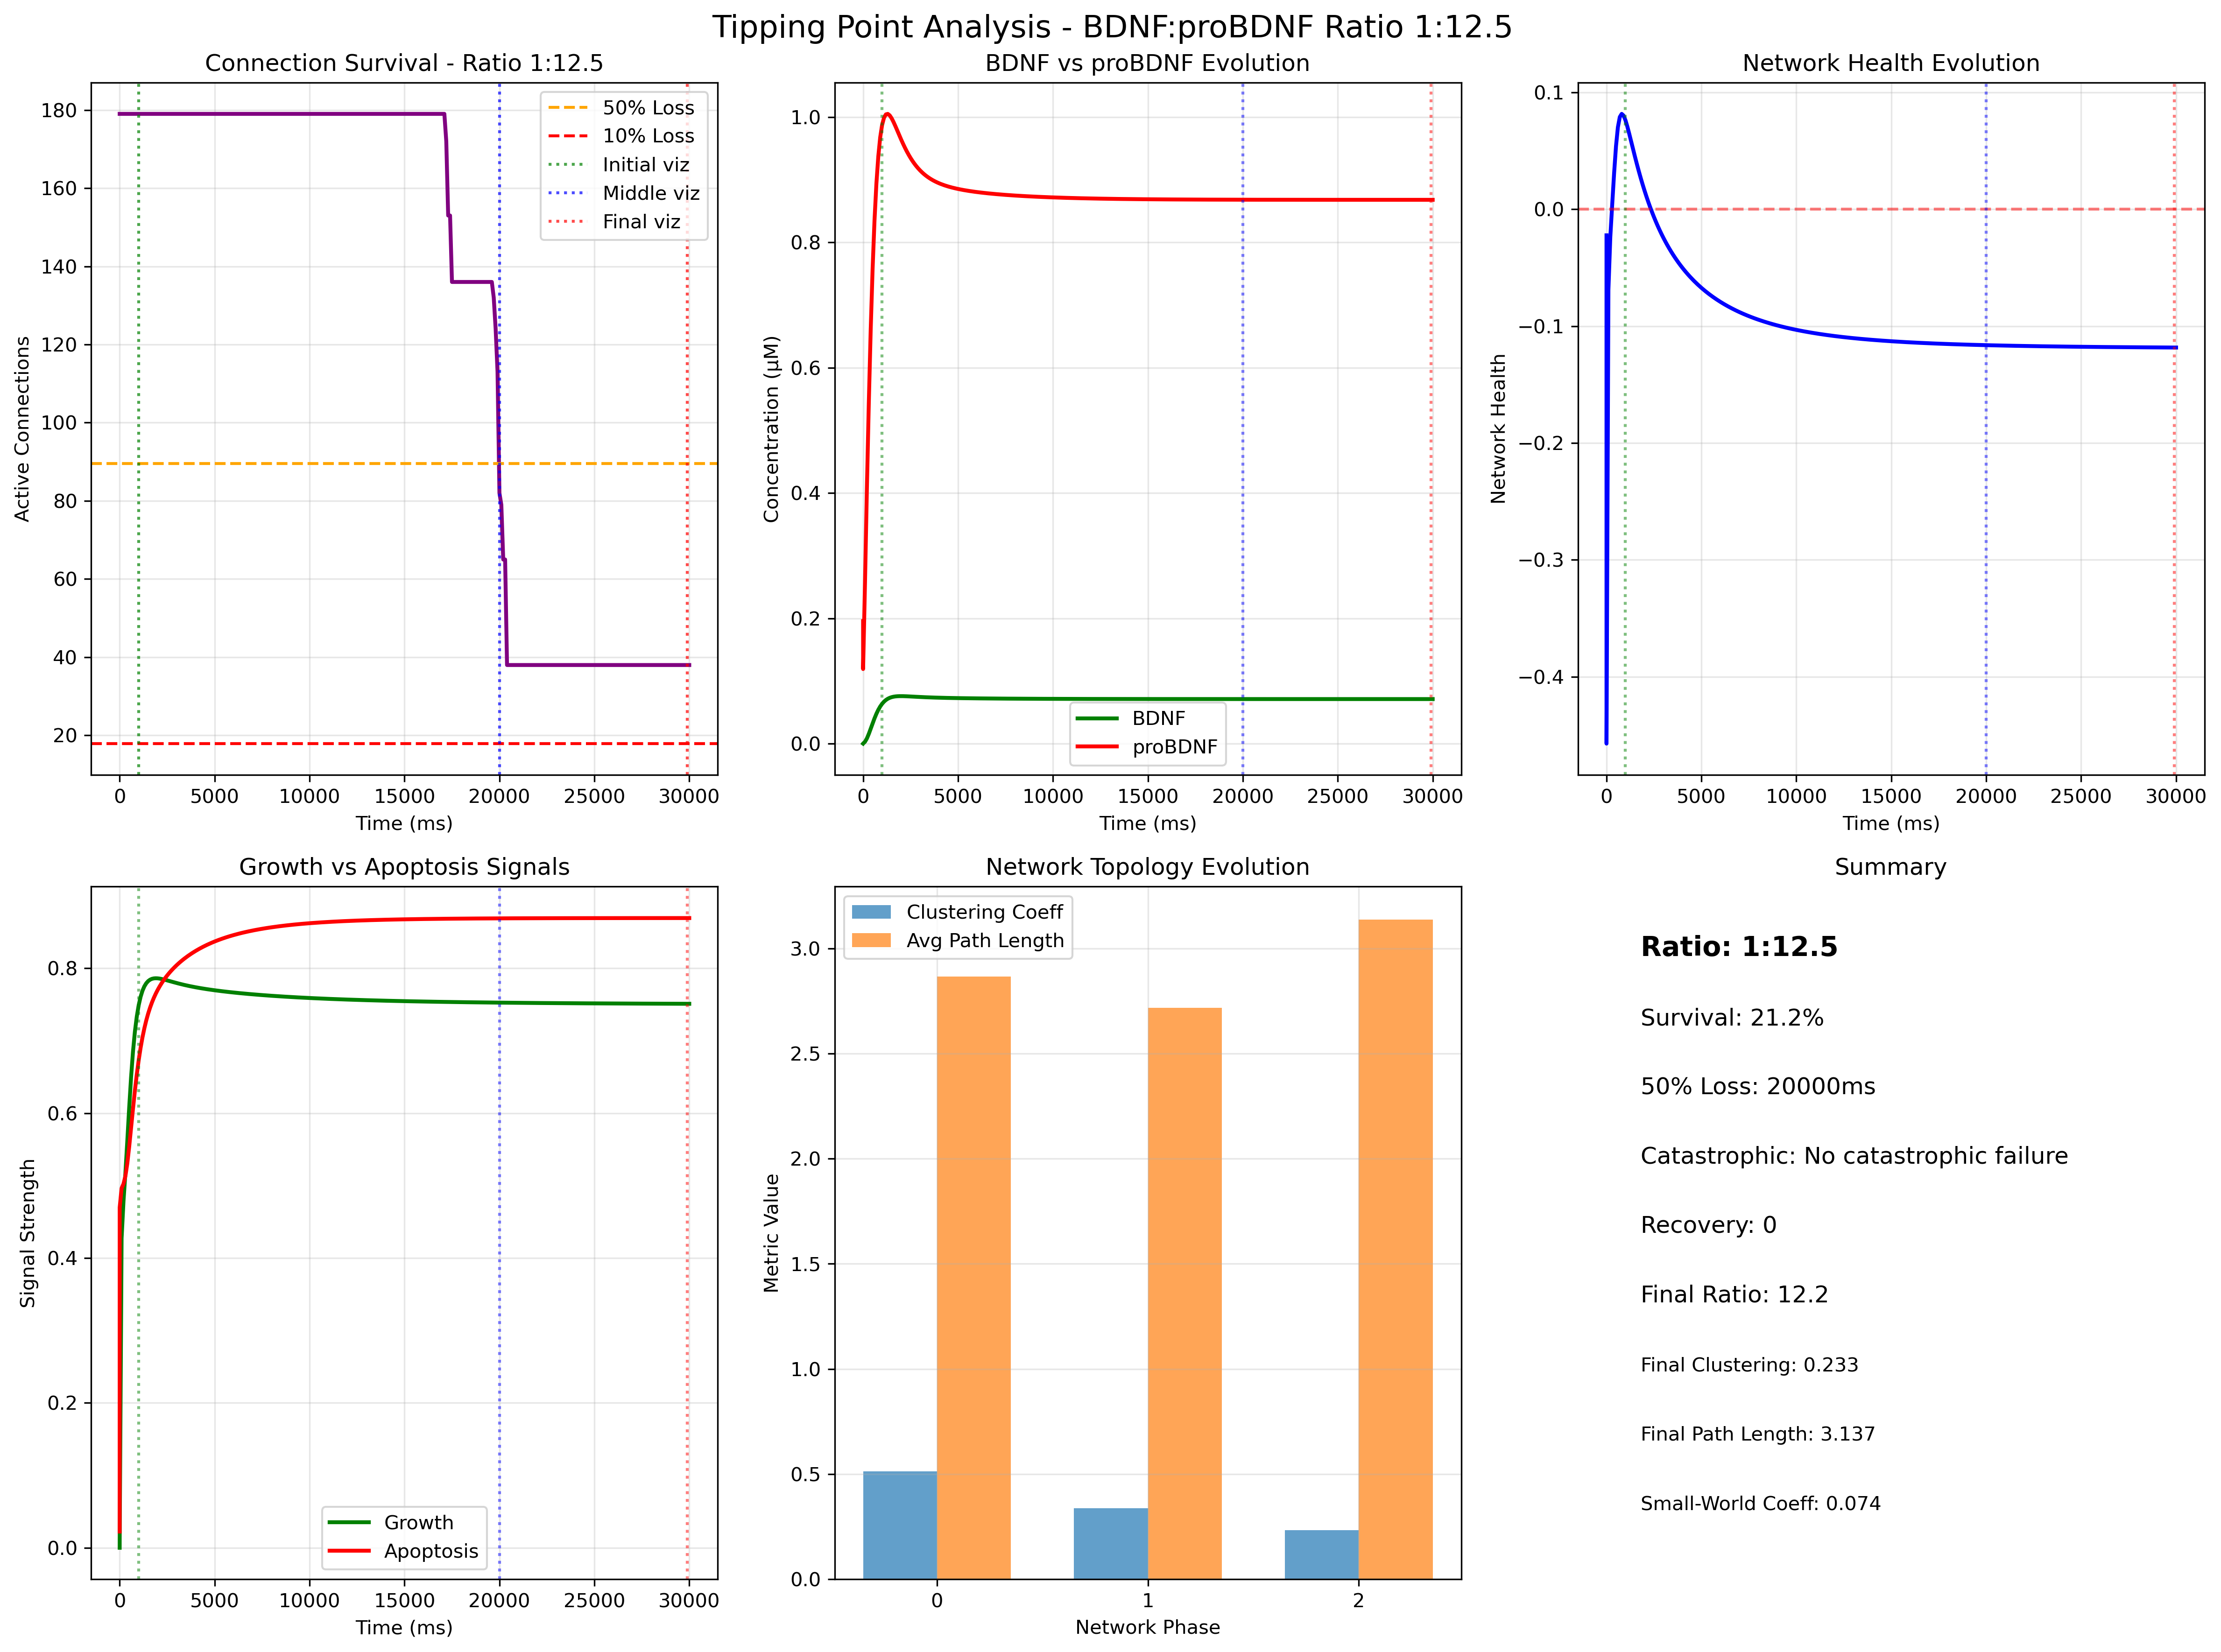 Tipping Point Analysis - BDNF:proBDNF Ratio 1:12.5
Connection Survival - Ratio 1:12.5
180
160
140
120
100
80
60
40
20
Active Connections
50% Loss
10% Loss
Initial viz
Middle viz
Final viz
0 5000 10000 15000 20000 25000 30000
Time (ms)
BDNF vs proBDNF Evolution
1.0
0.8
0.6
0.4
0.2
0.0
Concentration (μM)
BDNF
proBDNF
0 5000 10000 15000 20000 25000 30000
Time (ms)
Network Health Evolution
0.1
0.0
−0.1
−0.2
−0.3
−0.4
Network Health
0 5000 10000 15000 20000 25000 30000
Time (ms)
Growth vs Apoptosis Signals
0.8
0.6
0.4
0.2
0.0
Signal Strength
Growth
Apoptosis
0 5000 10000 15000 20000 25000 30000
Time (ms)
Network Topology Evolution
Clustering Coeff
Avg Path Length
3.0
2.5
2.0
1.5
1.0
0.5
0.0
Metric Value
0 1 2
Network Phase
Summary
Ratio: 1:12.5
Survival: 21.2%
50% Loss: 20000ms
Catastrophic: No catastrophic failure
Recovery: 0
Final Ratio: 12.2
Final Clustering: 0.233
Final Path Length: 3.137
Small-World Coeff: 0.074